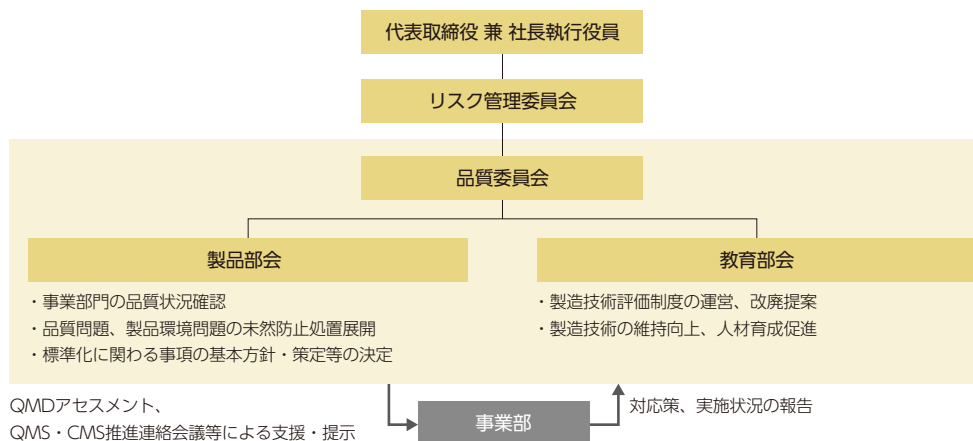 代表取締役 兼 社長執行役員
リスク管理委員会
品質委員会
製品部会
・事業部門の品質状況確認
・品質問題、製品環境問題の未然防止処置展開
・標準化に関わる事項の基本方針・策定等の決定
教育部会
・製造技術評価制度の運営、改廃提案
・製造技術の維持向上、人材育成促進
QMDアセスメント、
QMS・CMS推進連絡会議等による支援・提示
事業部
対応策、実施状況の報告